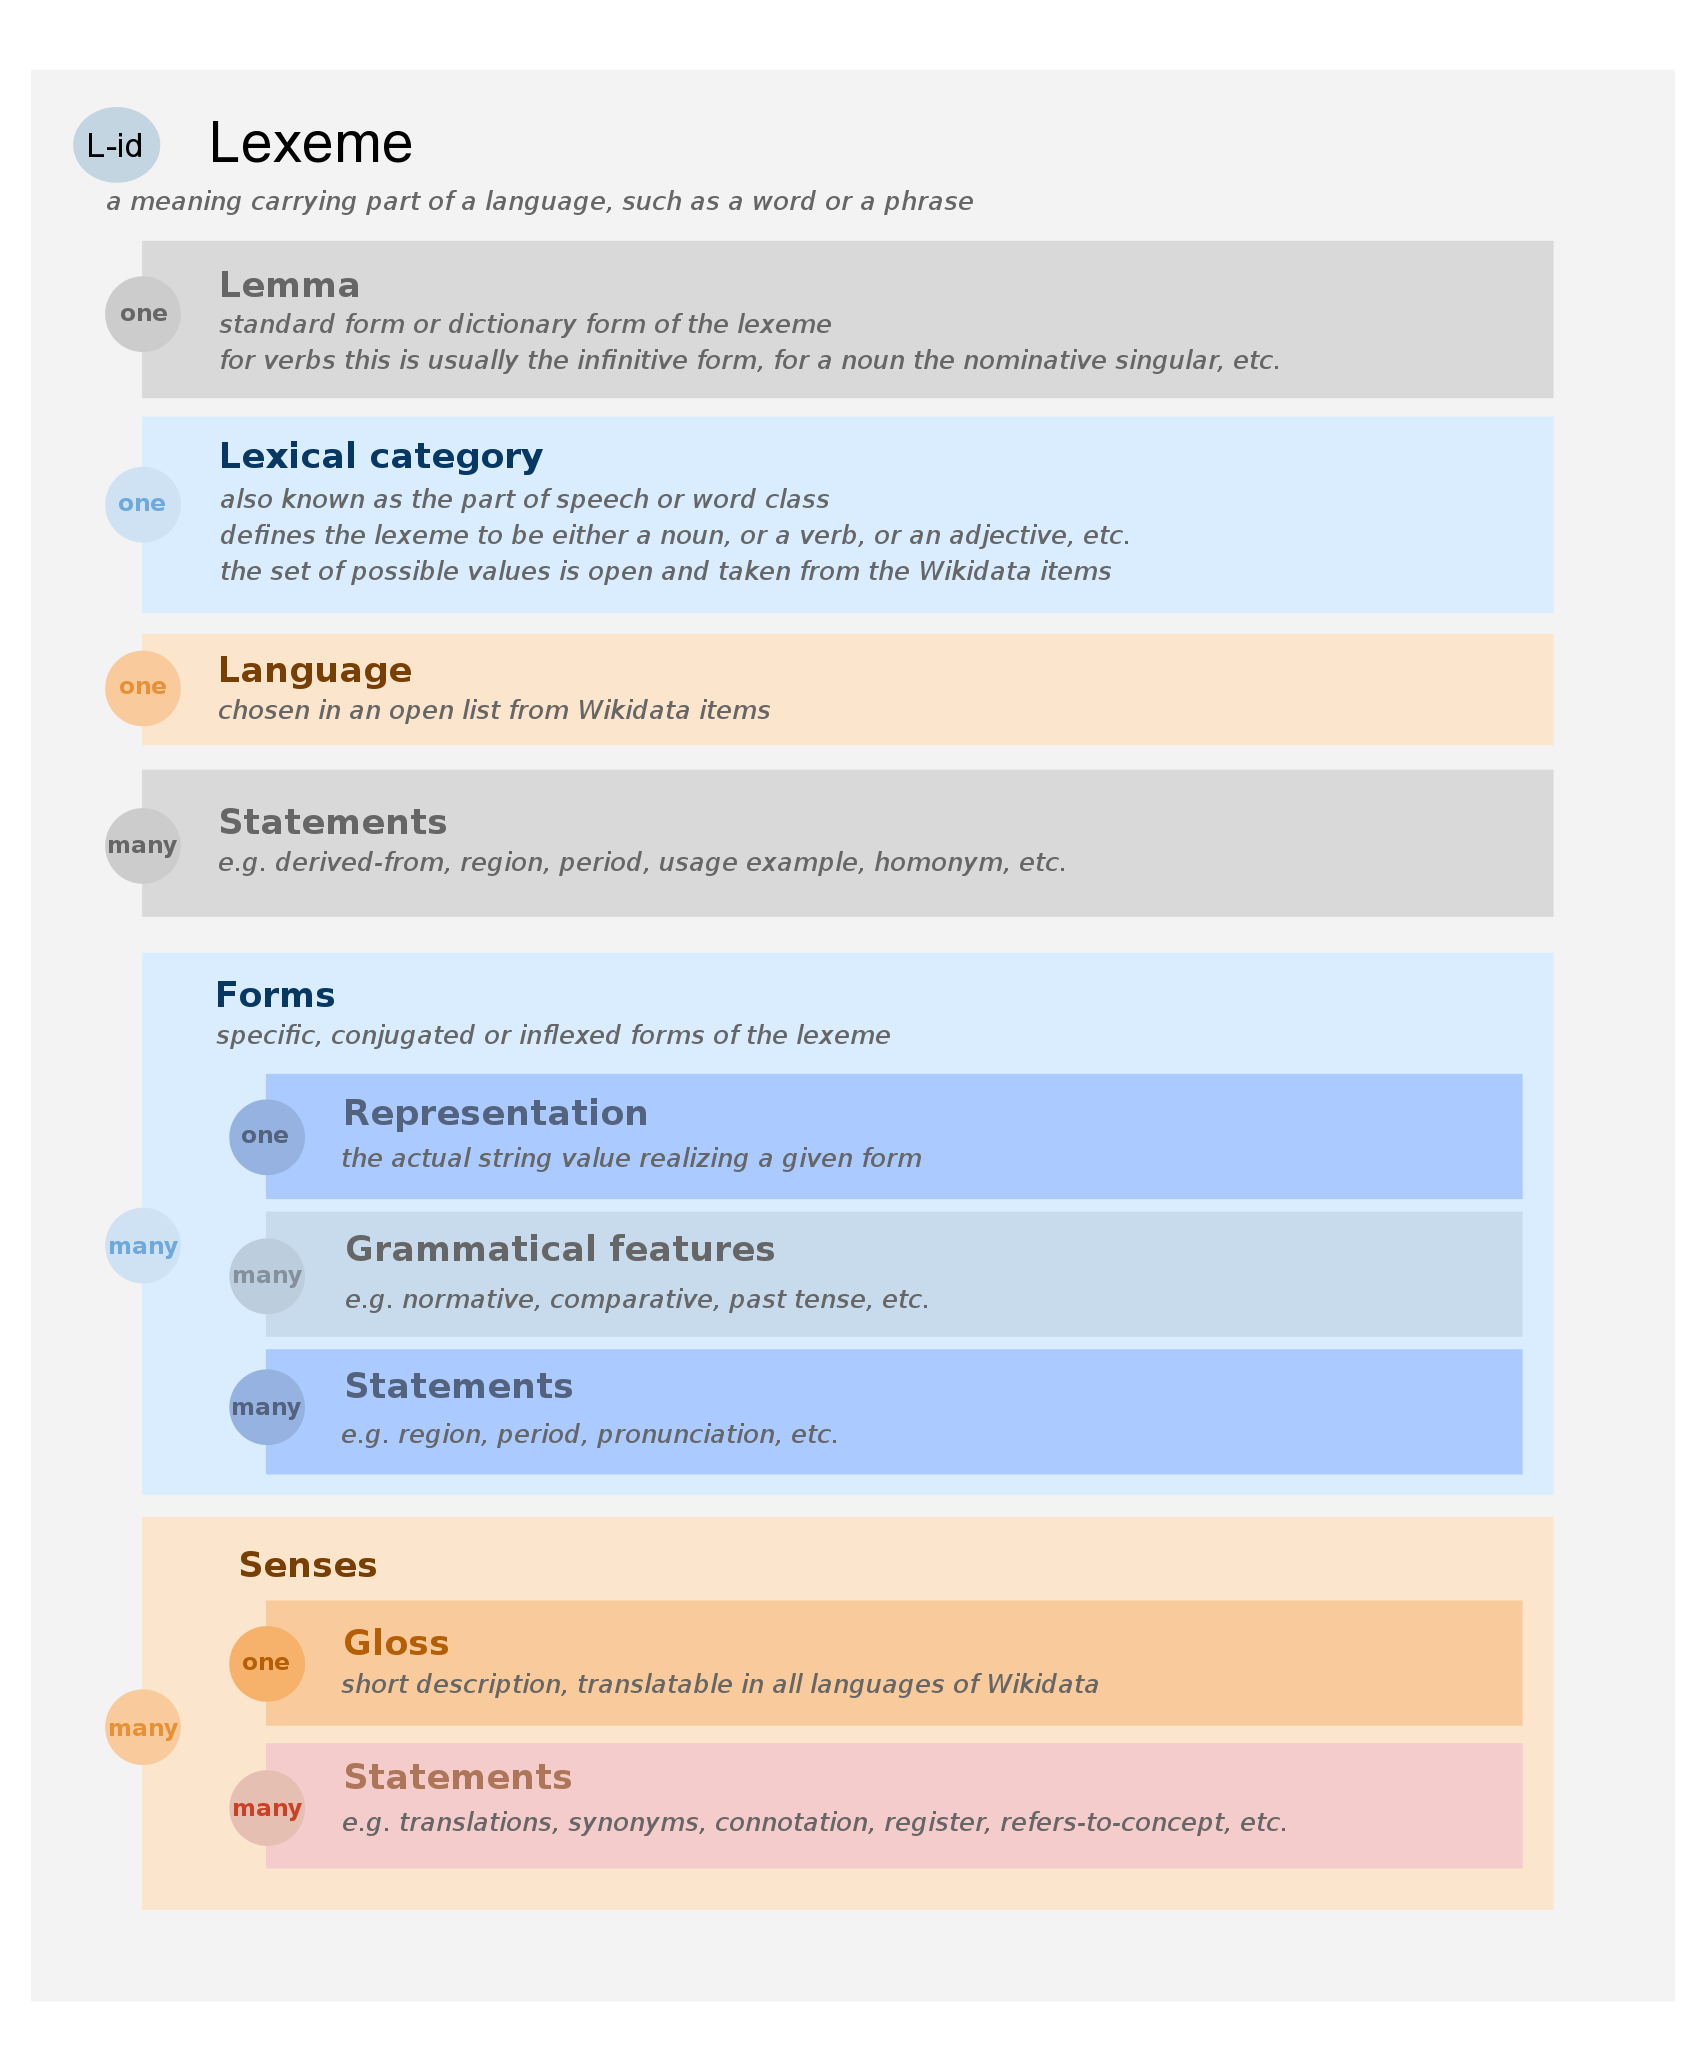 L-id
Lexeme
a meaning carrying part of a language, such as a word or a phrase
one
Lemma
standard form or dictionary form of the lexeme
for verbs this is usually the infinitive form, for a noun the nominative singular, etc.
one
Lexical category
also known as the part of speech or word class
defines the lexeme to be either a noun, or a verb, or an adjective, etc.
the set of possible values is open and taken from the Wikidata items
one
Language
chosen in an open list from Wikidata items
many
Statements
e.g. derived-from, region, period, usage example, homonym, etc.
many
Forms
specific, conjugated or inflexed forms of the lexeme
one
Representation
the actual string value realizing a given form
many
Grammatical features
e.g. normative, comparative, past tense, etc.
many
Statements
e.g. region, period, pronunciation, etc.
many
Senses
one
Gloss
short description, translatable in all languages of Wikidata
many
Statements
e.g. translations, synonyms, connotation, register, refers-to-concept, etc.